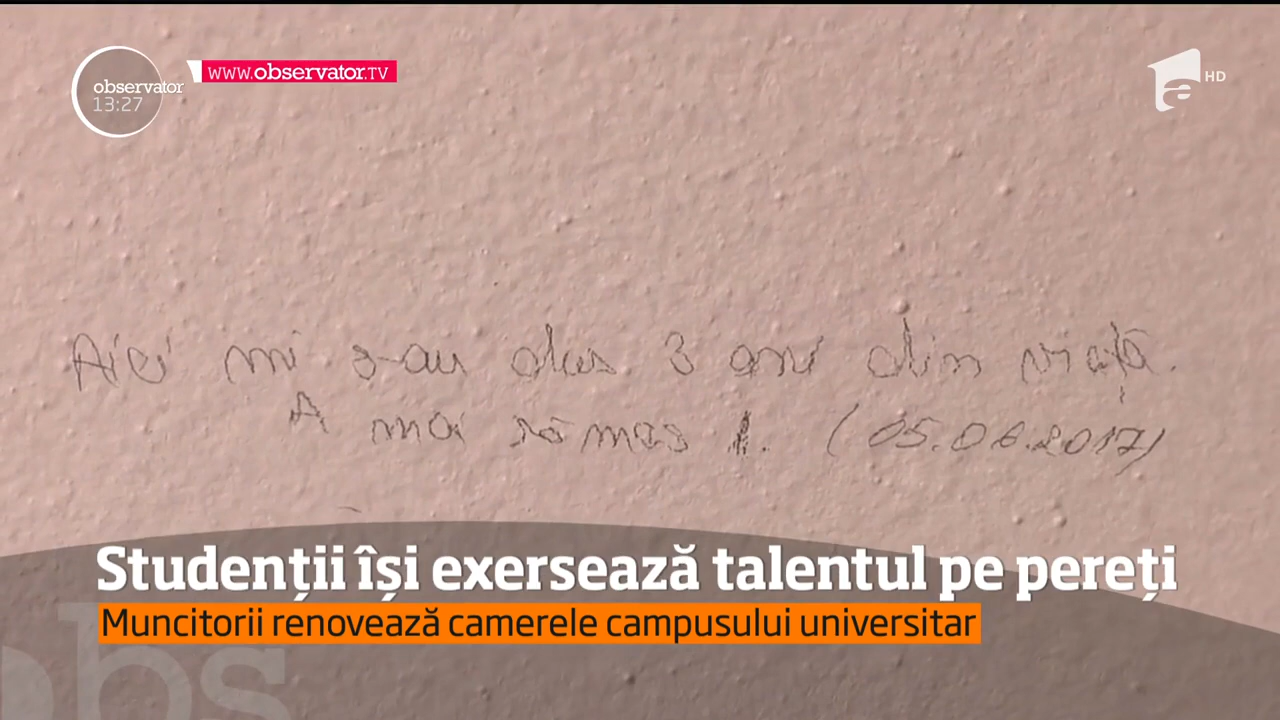 observator
13:27
www.observator.tv
a HD
Aici mi s-au dus 3 ani din viață.
A mai rămas 1. (05.06.2017)
Studenții își exersează talentul pe pereți
Muncitorii renovează camerele campusului universitar
obs